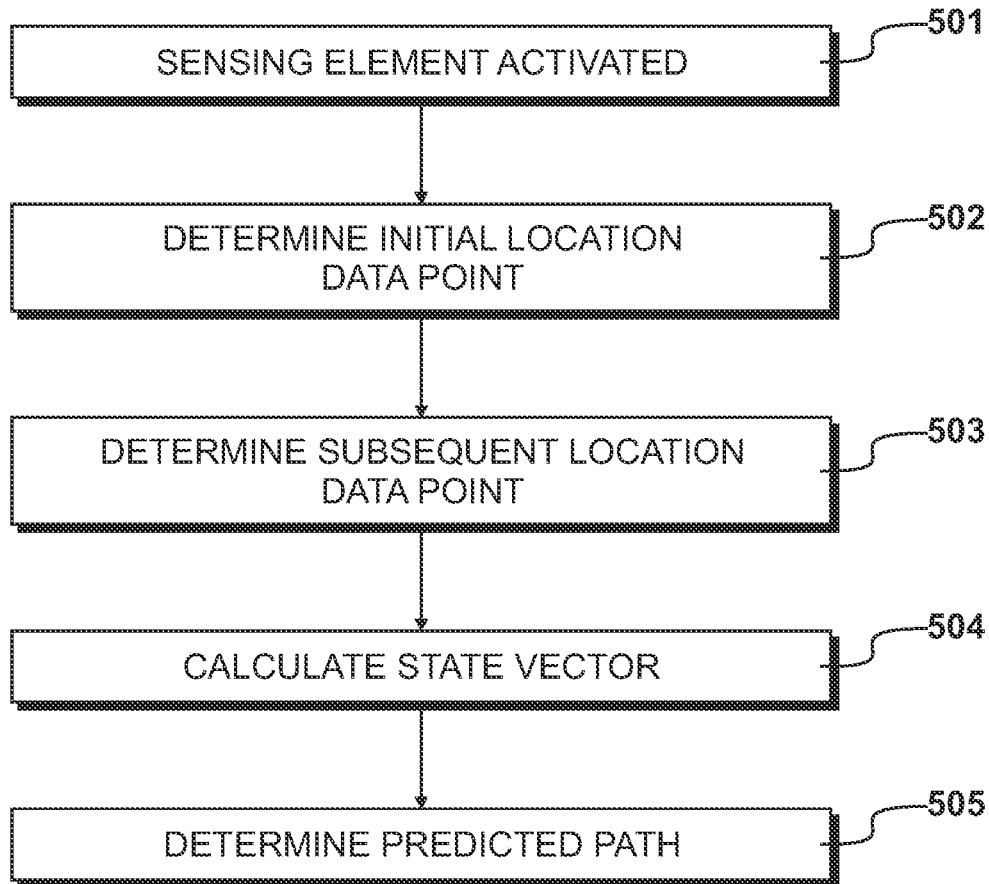 501
SENSING ELEMENT ACTIVATED
502
DETERMINE INITIAL LOCATION
DATA POINT
503
DETERMINE SUBSEQUENT LOCATION
DATA POINT
504
CALCULATE STATE VECTOR
505
DETERMINE PREDICTED PATH